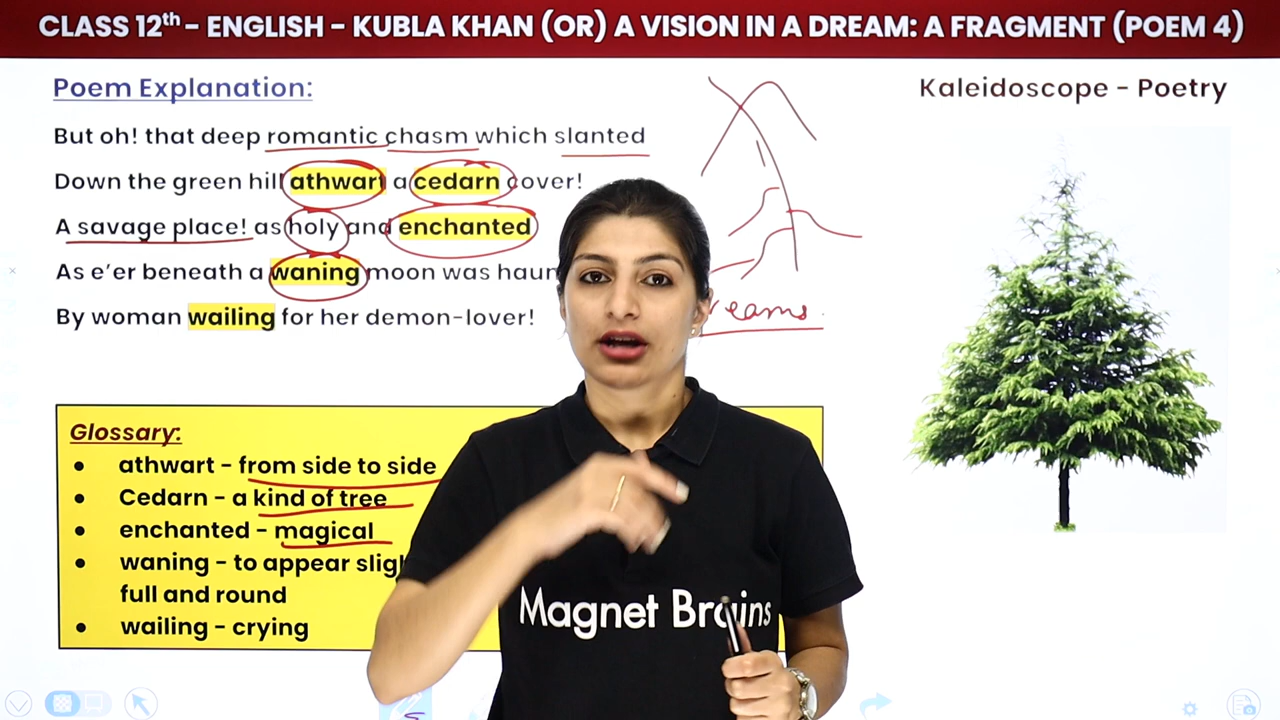 CLASS 12th - ENGLISH - KUBLA KHAN (OR) A VISION IN A DREAM: A FRAGMENT (POEM 4)
Poem Explanation:
Kaleidoscope - Poetry
But oh! that deep romantic chasm which slanted
Down the green hill athwart a cedarn cover!
A savage place! as holy and enchanted
As e'er beneath a waning moon was
By woman wailing for her demon-lover!
Glossary:
• athwart - from side to side
• Cedarn - a kind of tree
• enchanted - magical
• waning - to appear
full and round
• wailing - crying
Magnet Brains